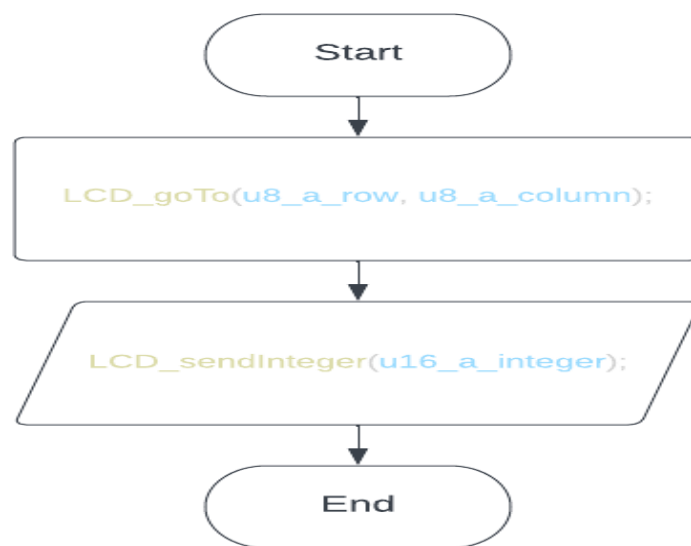 Start
LCD_goTo(u8_a_row, u8_a_column);
LCD_sendInteger(u16_a_integer);
End